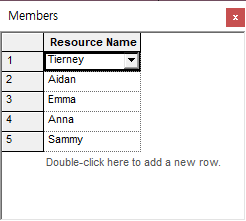 Members
x
Resource Name
1 Tierney
2 Aidan
3 Emma
4 Anna
5 Sammy
Double-click here to add a new row.